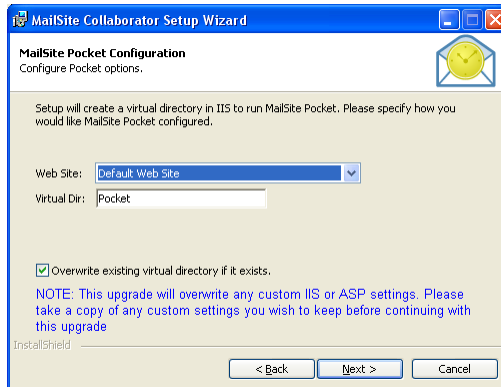 MailSite Collaborator Setup Wizard
MailSite Pocket Configuration
Configure Pocket options.
Setup will create a virtual directory in IIS to run MailSite Pocket. Please specify how you
would like MailSite Pocket configured.
Web Site: Default Web Site
Virtual Dir: Pocket
Overwrite existing virtual directory if it exists.
NOTE: This upgrade will overwrite any custom IIS or ASP settings. Please
take a copy of any custom settings you wish to keep before continuing with
this upgrade
InstallShield
< Back Next > Cancel